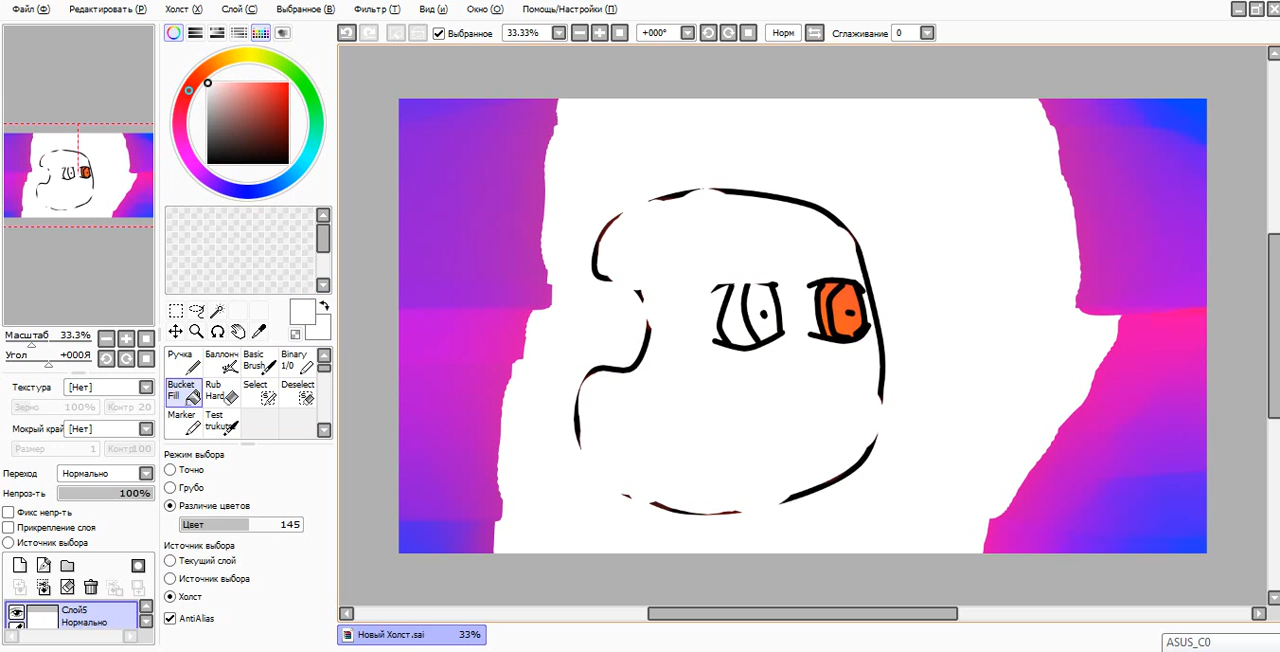 Файл (Ф) Редактировать (Р) Холст (Х) Слой (С) Выбранное (В) Фильтр (Т) Вид (и) Окно (О) Помощь/Настройки (П)
Выбранное 33.33% +000° Норм Сглаживание 0
Масштаб 33.3%
Угол +000Я
Текстура [Нет]
Зерно 100% Контр 20
Мокрый край [Нет]
Размер 1 Контр100
Переход Нормально
Непроз-ть 100%
Фикс непр-ть
Прикрепление слоя
Источник выбора
Слой5
Нормально
Ручка Баллон Basic Brush Binary 1/0
Bucket Fill Rub Hard Select Deselect
Marker Test trukute
Режим выбора
Точно
Грубо
Различие цветов
Цвет 145
Источник выбора
Текущий слой
Источник выбора
Холст
AntiAlias
Новый Холст.sai 33%
ASUS_C0